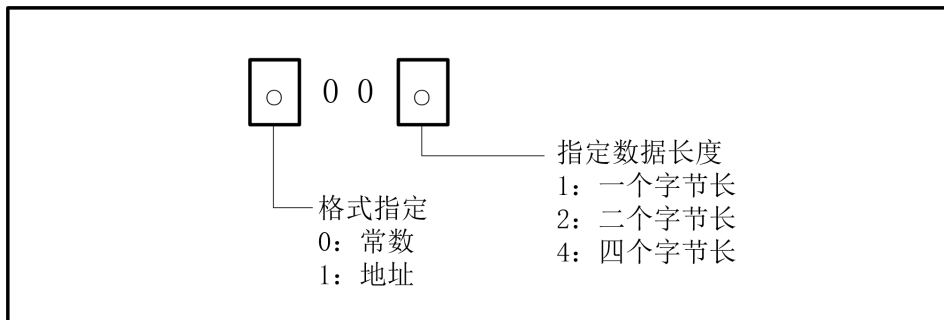 ○ 0 0 ○
指定数据长度
1：一个字节长
2：二个字节长
4：四个字节长
格式指定
0：常数
1：地址